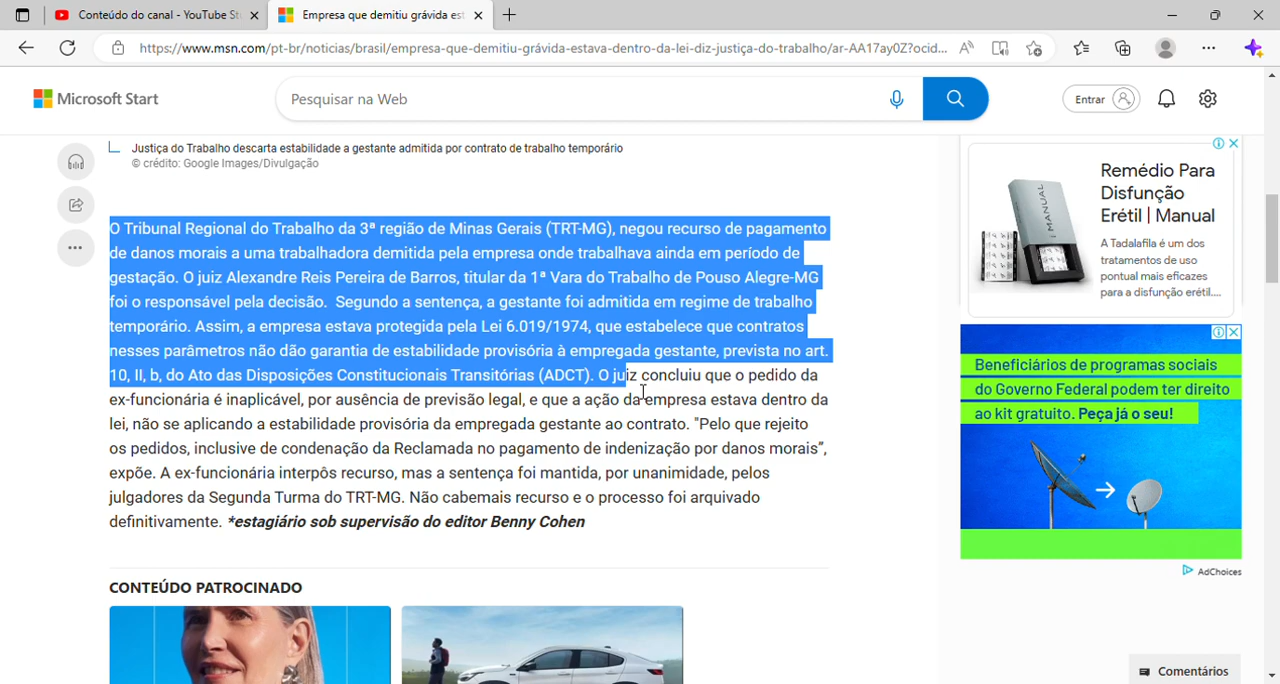 Conteúdo do canal - YouTube St
Empresa que demitiu grávida est
https://www.msn.com/pt-br/noticias/brasil/empresa-que-demitiu-grávida-estava-dentro-da-lei-diz-justiça-do-trabalho/ar-AA17ay0Z?ocid...
Microsoft Start
Pesquisar na Web
Entrar
Justiça do Trabalho descarta estabilidade a gestante admitida por contrato de trabalho temporário
© crédito: Google Images/Divulgação
O Tribunal Regional do Trabalho da 3ª região de Minas Gerais (TRT-MG), negou recurso de pagamento
de danos morais a uma trabalhadora demitida pela empresa onde trabalhava ainda em período de
gestação. O juiz Alexandre Reis Pereira de Barros, titular da 1ª Vara do Trabalho de Pouso Alegre-MG
foi o responsável pela decisão. Segundo a sentença, a gestante foi admitida em regime de trabalho
temporário. Assim, a empresa estava protegida pela Lei 6.019/1974, que estabelece que contratos
nesses parâmetros não dão garantia de estabilidade provisória à empregada gestante, prevista no art.
10, II, b, do Ato das Disposições Constitucionais Transitórias (ADCT). O juiz concluiu que o pedido da
ex-funcionária é inaplicável, por ausência de previsão legal, e que a ação da empresa estava dentro da
lei, não se aplicando a estabilidade provisória da empregada gestante ao contrato. "Pelo que rejeito
os pedidos, inclusive de condenação da Reclamada no pagamento de indenização por danos morais”,
expõe. A ex-funcionária interpôs recurso, mas a sentença foi mantida, por unanimidade, pelos
julgadores da Segunda Turma do TRT-MG. Não cabemais recurso e o processo foi arquivado
definitivamente. *estagiário sob supervisão do editor Benny Cohen
CONTEÚDO PATROCINADO
MANUAL
Remédio Para
Disfunção
Erétil | Manual
A Tadalafila é um dos
tratamentos de uso
pontual mais eficazes
para a disfunção erétil....
Beneficiários de programas sociais
do Governo Federal podem ter direito
ao kit gratuito. Peça já o seu!
AdChoices
Comentários